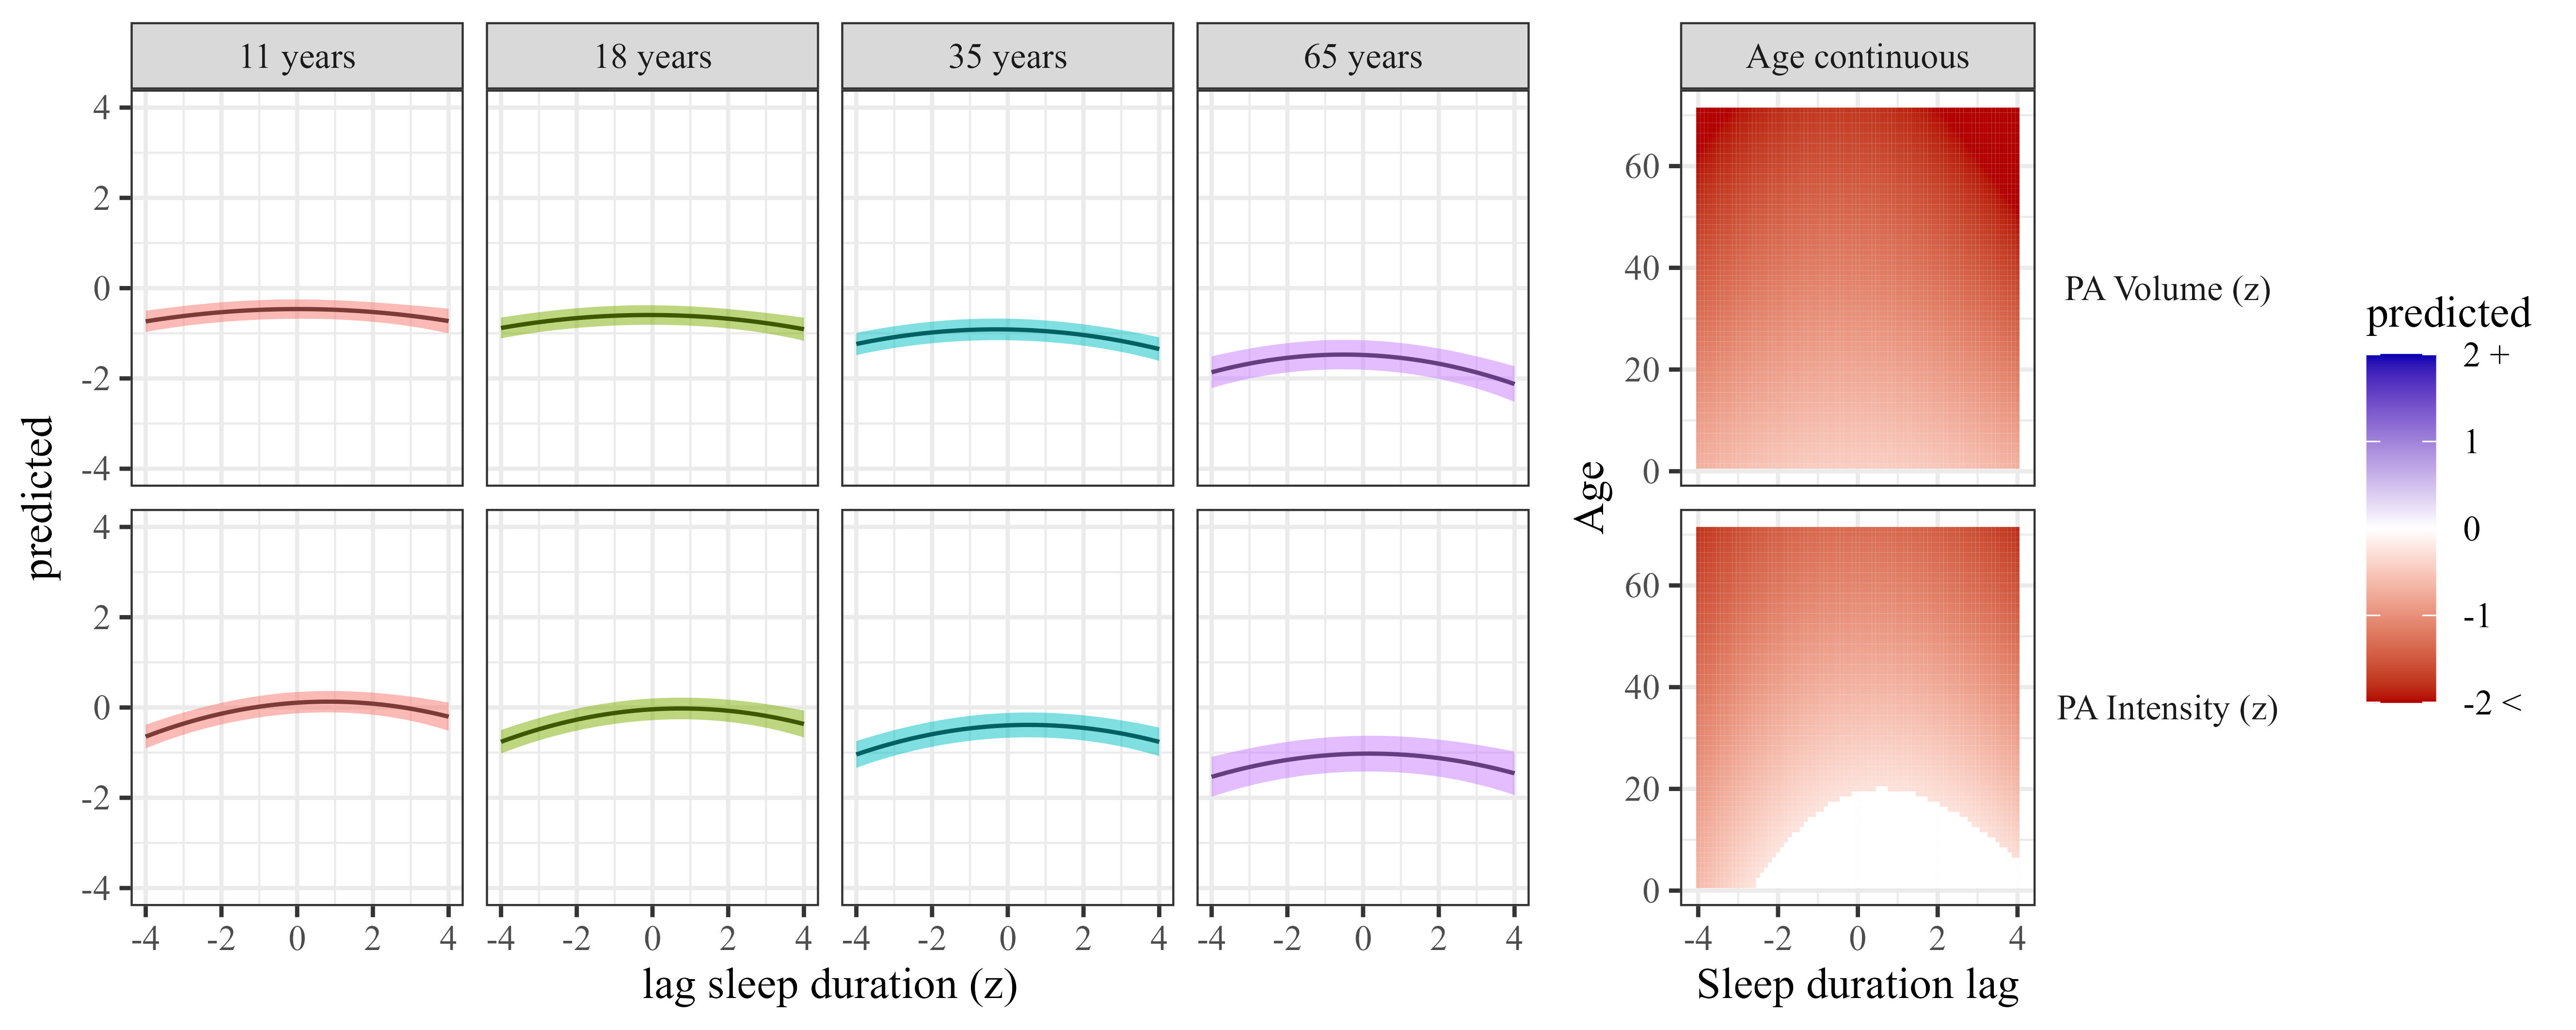 11 years
18 years
35 years
65 years
Age continuous
4
2
0
-2
-4
60
40
20
0
PA Volume (z)
predicted
2 +
1
0
-1
-2 <
predicted
Age
4
2
0
-2
-4
60
40
20
0
PA Intensity (z)
-4 -2 0 2 4
-4 -2 0 2 4
-4 -2 0 2 4
-4 -2 0 2 4
-4 -2 0 2 4
lag sleep duration (z)
Sleep duration lag